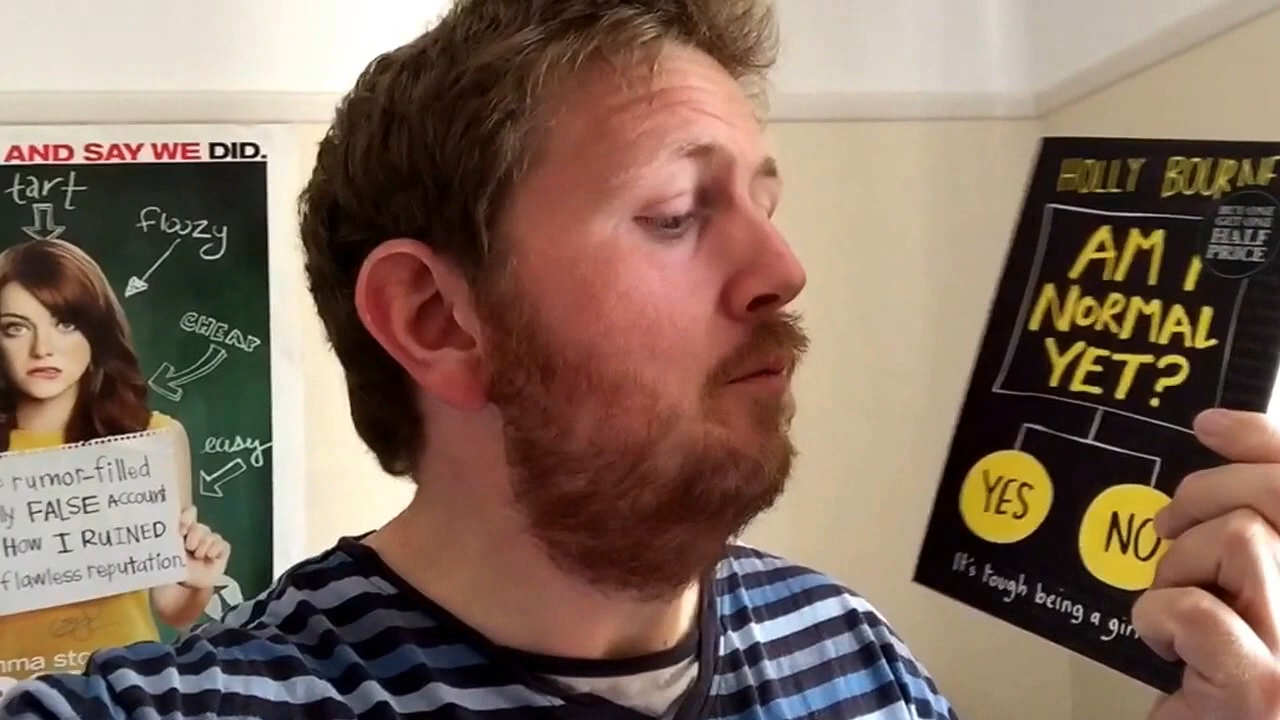 AND SAY WE DID.
tart
floozy
CHEAP
easy
rumor-filled
FALSE Account
How I RUINED
flawless reputation
HOLLY BOURNE
BUY ONE
GET ONE
HALF
PRICE
AM I
NORMAL
YET?
YES
NO
It's tough being a girl